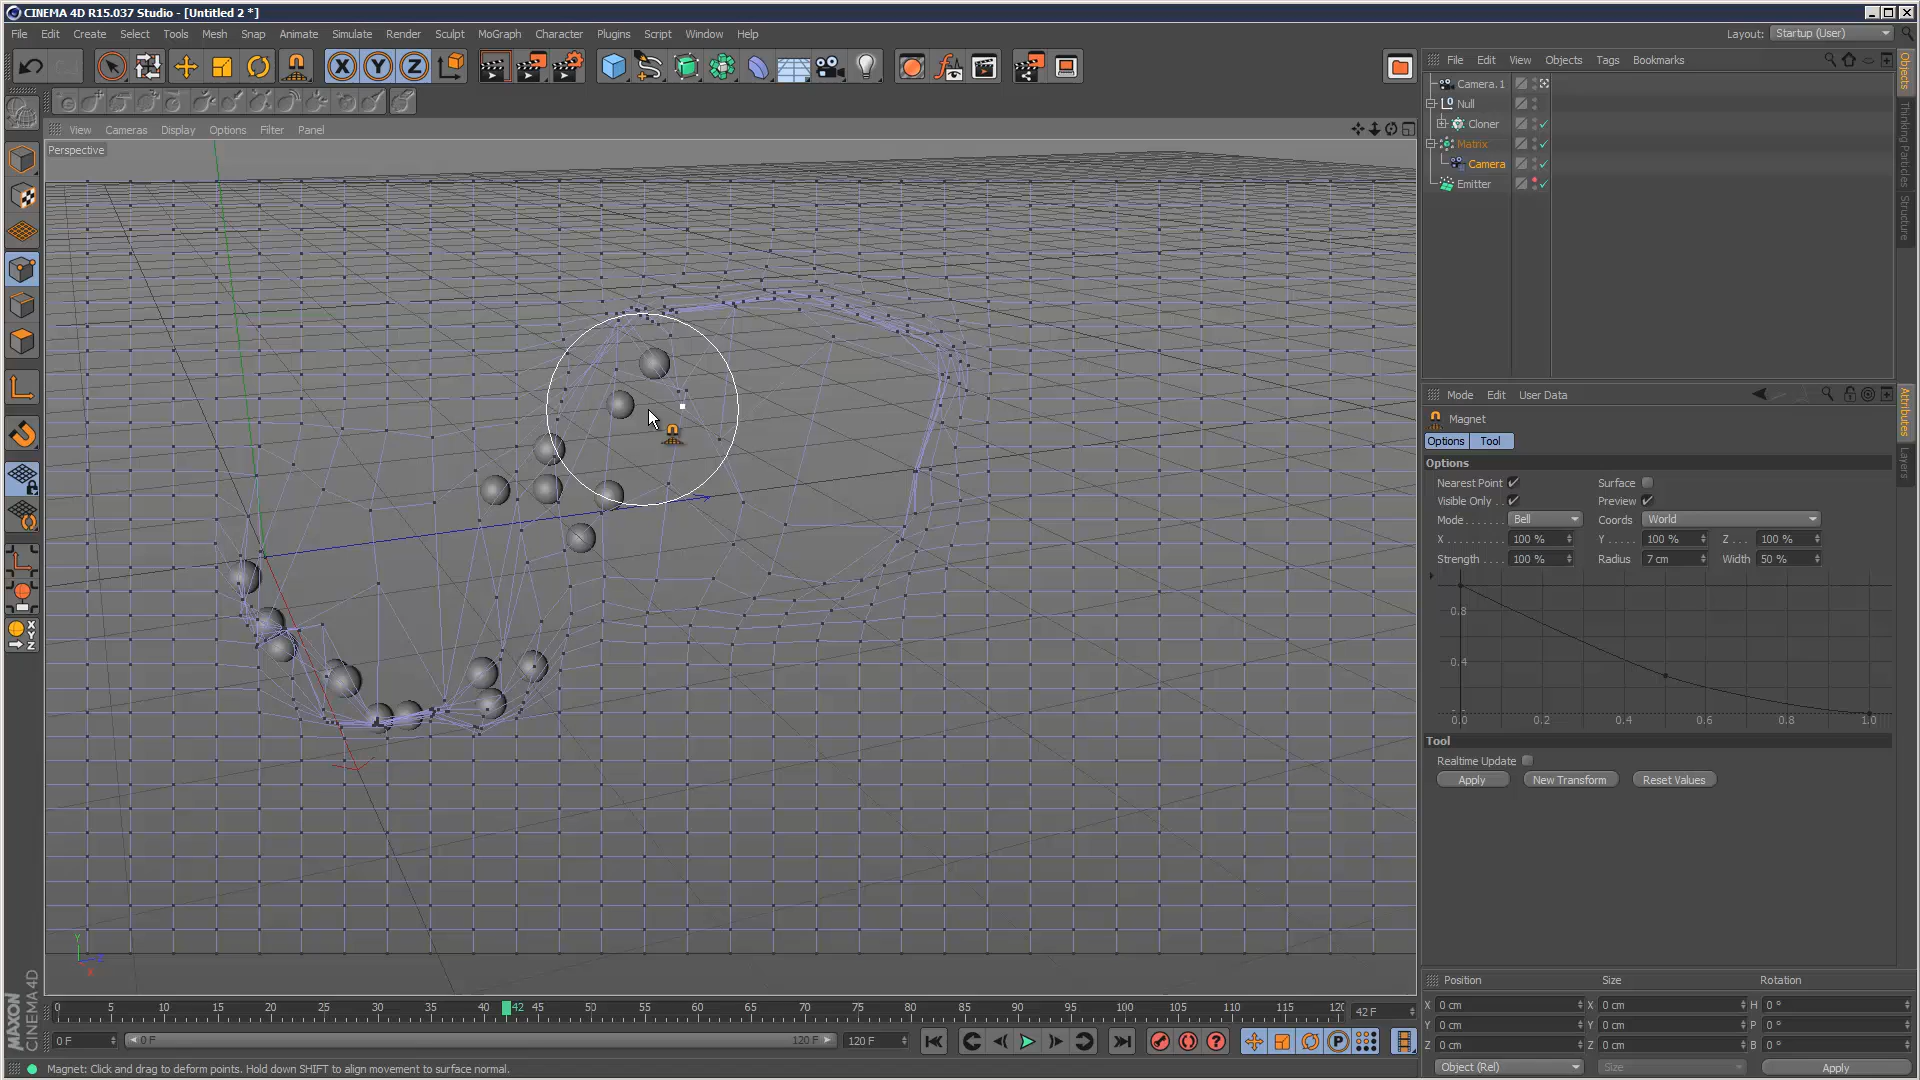 CINEMA 4D R15.037 Studio - [Untitled 2 *]
File Edit Create Select Tools Mesh Snap Animate Simulate Render Sculpt MoGraph Character Plugins Script Window Help
Layout: Startup (User)
X Y Z
File Edit View Objects Tags Bookmarks
View Cameras Display Options Filter Panel
Perspective
Camera.1
Null
Cloner
Matrix
Camera
Emitter
Objects
Thinking Particles
Structure
Mode Edit User Data
Magnet
Options Tool
Options
Nearest Point Surface
Visible Only . . Preview
Mode . . . . . . . Bell Coords World
X . . . . . . . . . . 100 % Y . . . . . 100 % Z . . . 100 %
Strength . . . . 100 % Radius 7 cm Width 50 %
0.8
0.4
0.0 0.2 0.4 0.6 0.8 1.0
Tool
Realtime Update
Apply New Transform Reset Values
Attributes
Layers
X
Y
Z
Y
X
MAXON
CINEMA 4D
0 5 10 15 20 25 30 35 40 42 45 50 55 60 65 70 75 80 85 90 95 100 105 110 115 120
42 F
0 F 0 F 120 F 120 F
P
Position Size Rotation
X 0 cm X 0 cm H 0 °
Y 0 cm Y 0 cm P 0 °
Z 0 cm Z 0 cm B 0 °
Object (Rel) Size Apply
Magnet: Click and drag to deform points. Hold down SHIFT to align movement to surface normal.